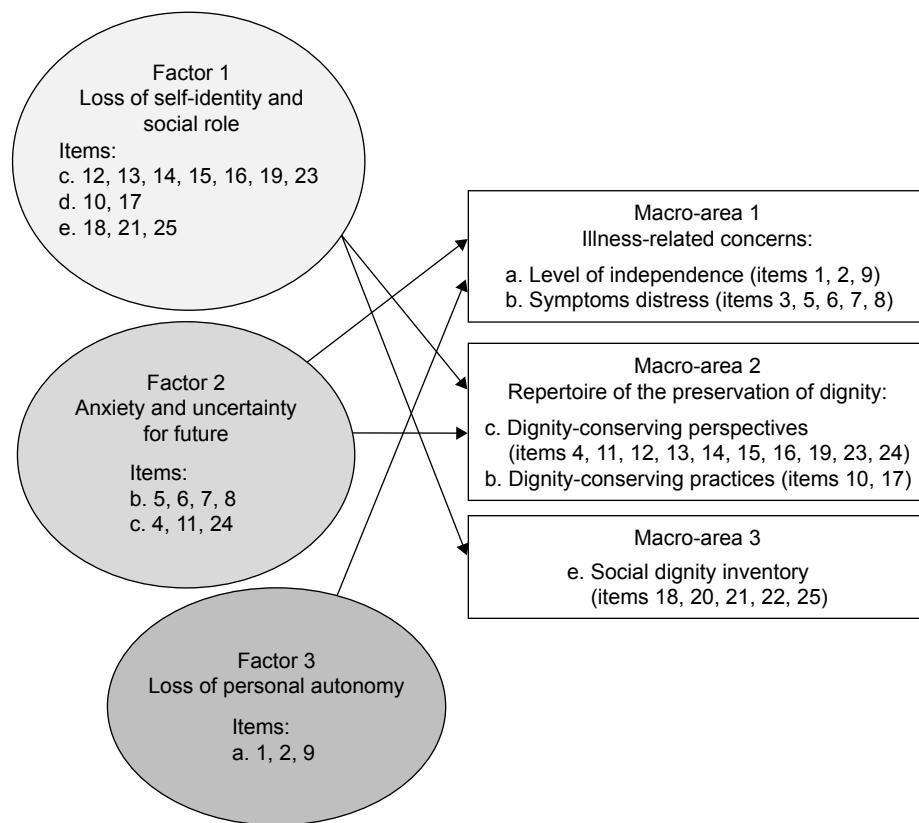 Factor 1
Loss of self-identity and
social role
Items:
c. 12, 13, 14, 15, 16, 19, 23
d. 10, 17
e. 18, 21, 25
Factor 2
Anxiety and uncertainty
for future
Items:
b. 5, 6, 7, 8
c. 4, 11, 24
Factor 3
Loss of personal autonomy
Items:
a. 1, 2, 9
Macro-area 1
Illness-related concerns:
a. Level of independence (items 1, 2, 9)
b. Symptoms distress (items 3, 5, 6, 7, 8)
Macro-area 2
Repertoire of the preservation of dignity:
c. Dignity-conserving perspectives
(items 4, 11, 12, 13, 14, 15, 16, 19, 23, 24)
b. Dignity-conserving practices (items 10, 17)
Macro-area 3
e. Social dignity inventory
(items 18, 20, 21, 22, 25)